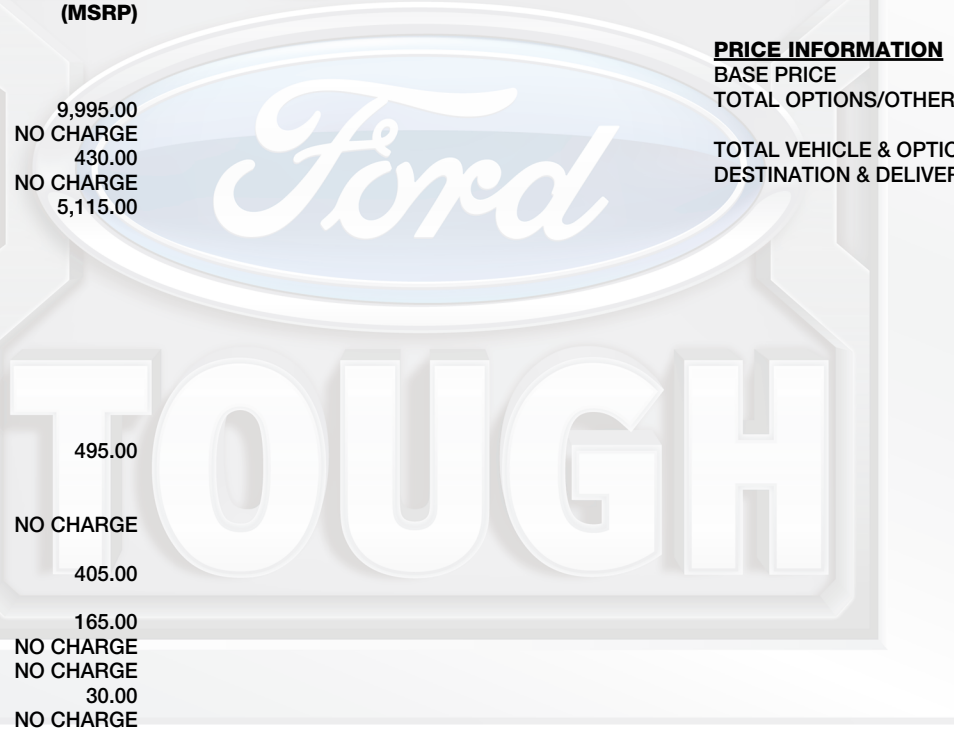 (MSRP)
9,995.00
NO CHARGE
430.00
NO CHARGE
5,115.00
495.00
NO CHARGE
405.00
165.00
NO CHARGE
NO CHARGE
30.00
NO CHARGE
PRICE INFORMATION
BASE PRICE
TOTAL OPTIONS/OTHER
TOTAL VEHICLE & OPTIO
DESTINATION & DELIVER
Ford
TOUGH